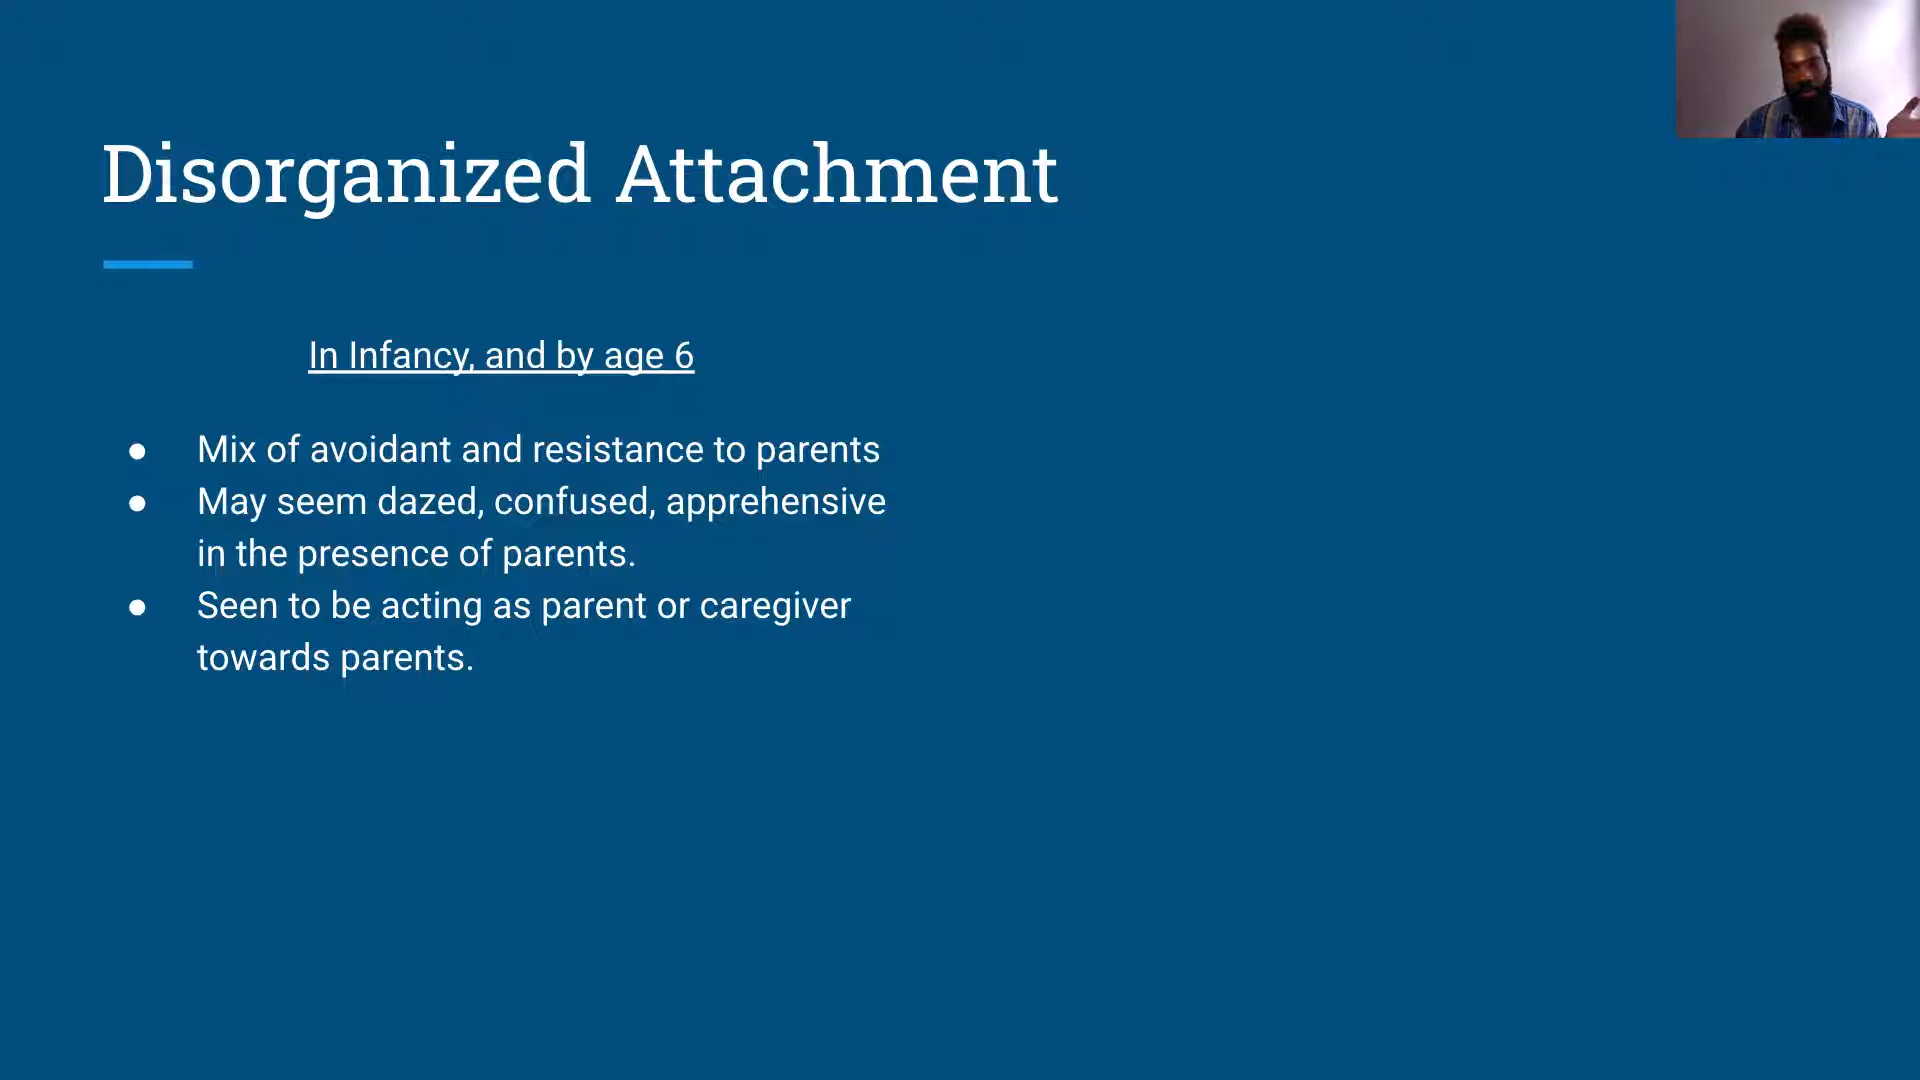 Disorganized Attachment
In Infancy, and by age 6
● Mix of avoidant and resistance to parents
● May seem dazed, confused, apprehensive
in the presence of parents.
● Seen to be acting as parent or caregiver
towards parents.